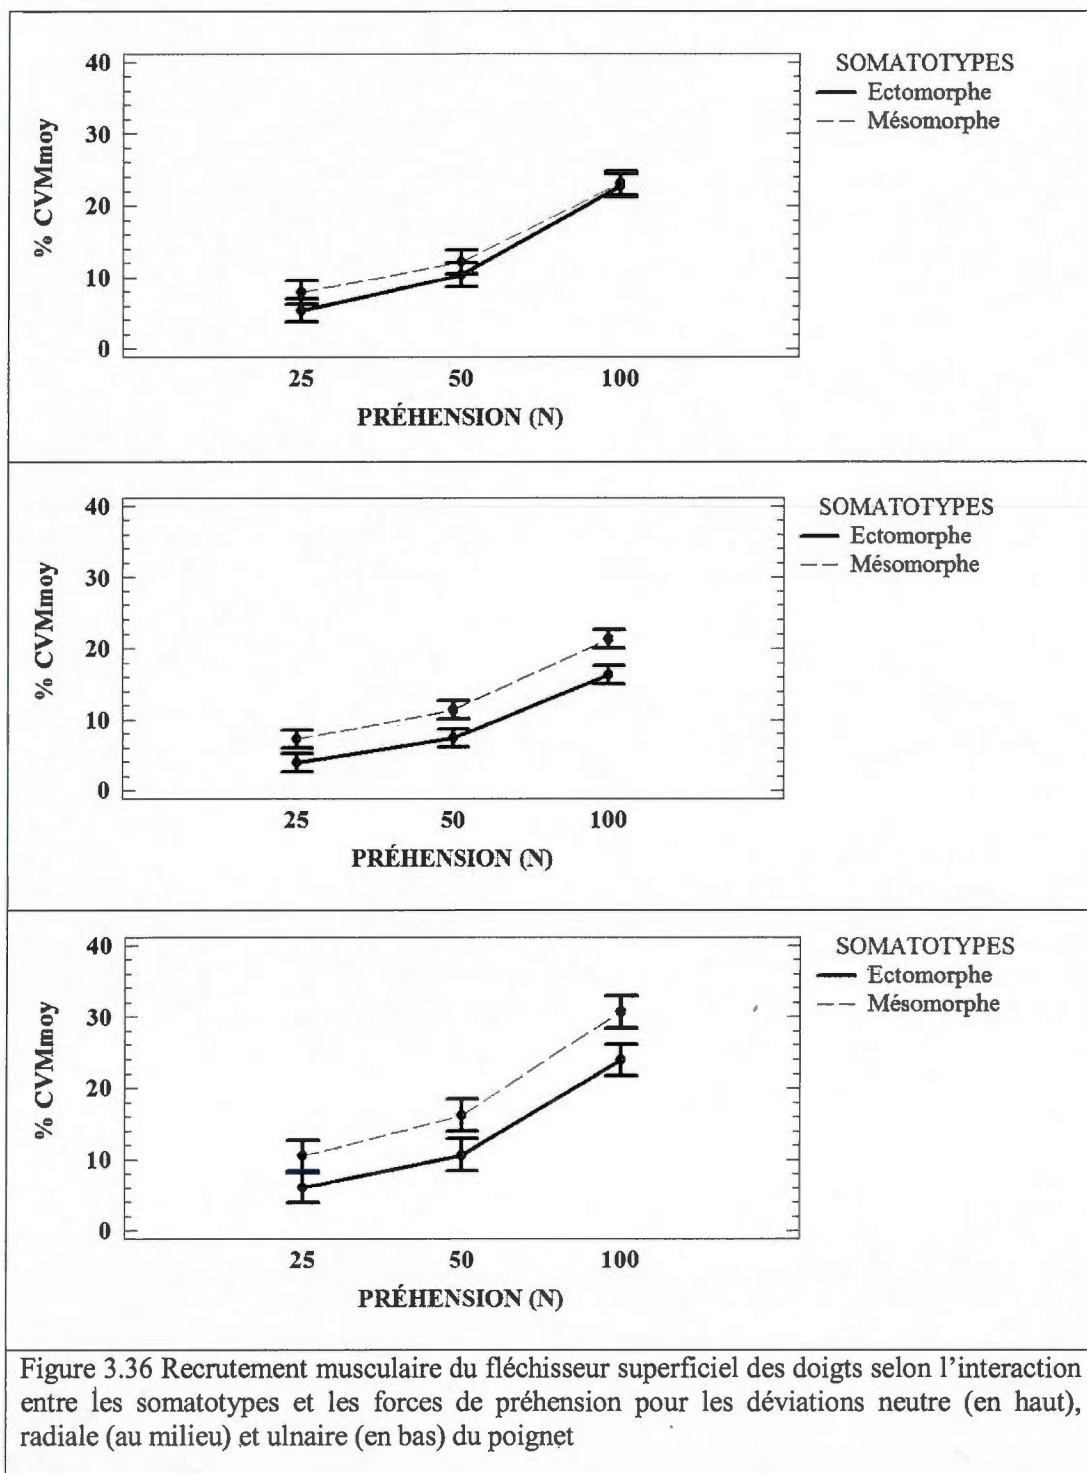 40
30
20
10
0
% CVMmoy
25 50 100
PRÉHENSION (N)
SOMATOTYPES
Ectomorphe
Mésomorphe
40
30
20
10
0
% CVMmoy
25 50 100
PRÉHENSION (N)
SOMATOTYPES
Ectomorphe
Mésomorphe
40
30
20
10
0
% CVMmoy
25 50 100
PRÉHENSION (N)
SOMATOTYPES
Ectomorphe
Mésomorphe
Figure 3.36 Recrutement musculaire du fléchisseur superficiel des doigts selon l'interaction
entre les somatotypes et les forces de préhension pour les déviations neutre (en haut),
radiale (au milieu) et ulnaire (en bas) du poignet